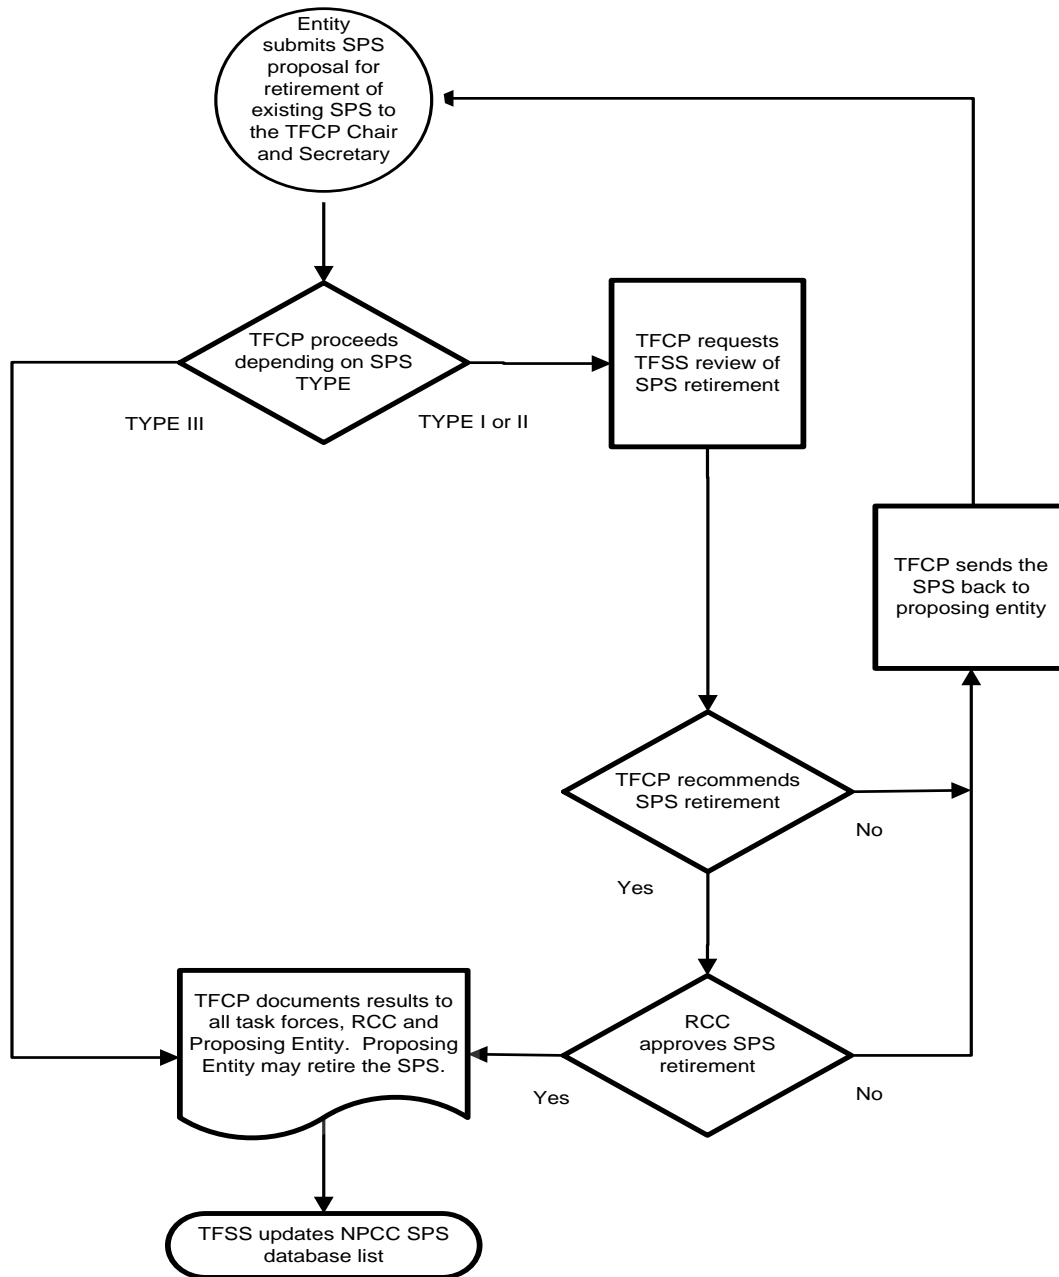 Entity
submits SPS
proposal for
retirement of
existing SPS to
the TFCP Chair
and Secretary
TFCP proceeds
depending on SPS
TYPE
TYPE III
TYPE I or II
TFCP requests
TFSS review of
SPS retirement
TFCP sends the
SPS back to
proposing entity
TFCP recommends
SPS retirement
No
Yes
RCC
approves SPS
retirement
No
Yes
TFCP documents results to
all task forces, RCC and
Proposing Entity.  Proposing
Entity may retire the SPS.
TFSS updates NPCC SPS
database list